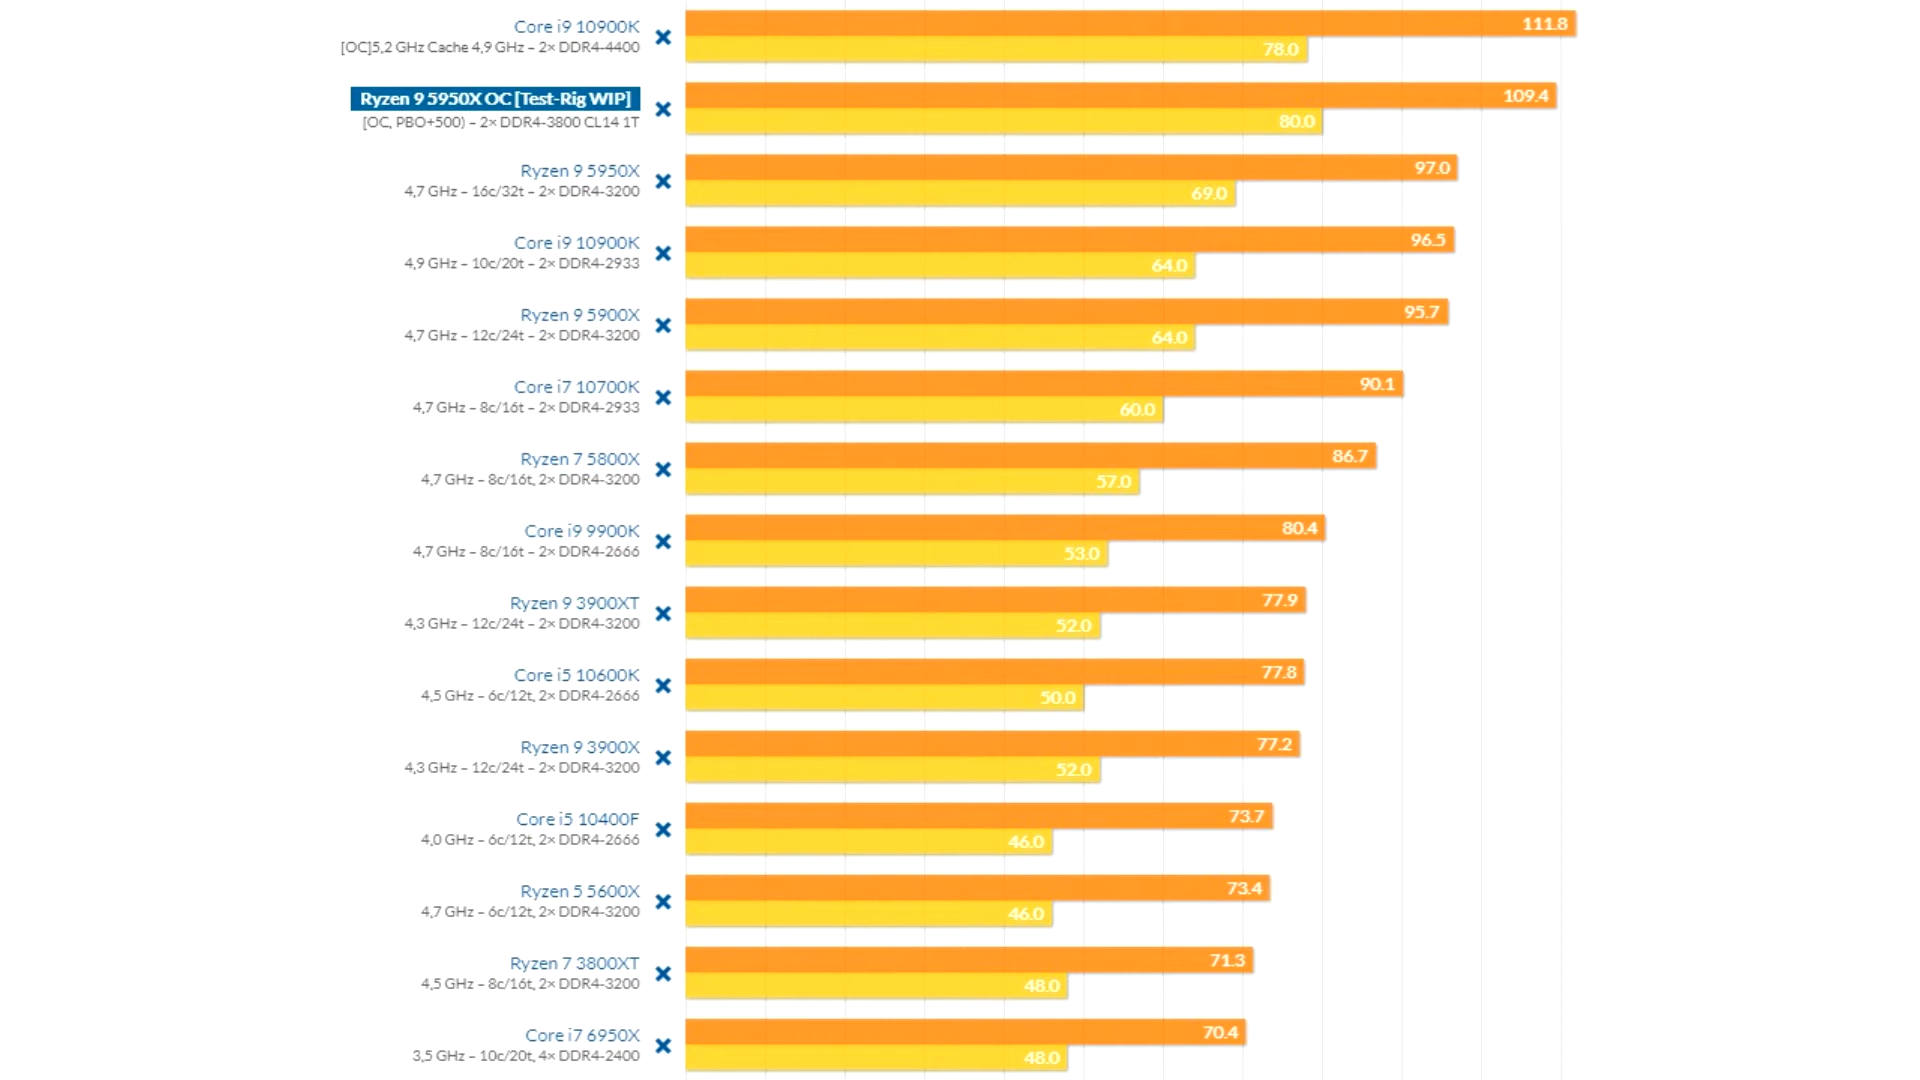 Core i9 10900K
[OC]5,2 GHz Cache 4,9 GHz – 2× DDR4-4400
111.8
78.0
Ryzen 9 5950X OC [Test-Rig WIP]
[OC, PBO+500) – 2× DDR4-3800 CL14 1T
109.4
80.0
Ryzen 9 5950X
4,7 GHz – 16c/32t – 2× DDR4-3200
97.0
69.0
Core i9 10900K
4,9 GHz – 10c/20t – 2× DDR4-2933
96.5
64.0
Ryzen 9 5900X
4,7 GHz – 12c/24t – 2× DDR4-3200
95.7
64.0
Core i7 10700K
4,7 GHz – 8c/16t – 2× DDR4-2933
90.1
60.0
Ryzen 7 5800X
4,7 GHz – 8c/16t, 2× DDR4-3200
86.7
57.0
Core i9 9900K
4,7 GHz – 8c/16t – 2× DDR4-2666
80.4
53.0
Ryzen 9 3900XT
4,3 GHz – 12c/24t – 2× DDR4-3200
77.9
52.0
Core i5 10600K
4,5 GHz – 6c/12t, 2× DDR4-2666
77.8
50.0
Ryzen 9 3900X
4,3 GHz – 12c/24t – 2× DDR4-3200
77.2
52.0
Core i5 10400F
4,0 GHz – 6c/12t, 2× DDR4-2666
73.7
46.0
Ryzen 5 5600X
4,7 GHz – 6c/12t, 2× DDR4-3200
73.4
46.0
Ryzen 7 3800XT
4,5 GHz – 8c/16t, 2× DDR4-3200
71.3
48.0
Core i7 6950X
3,5 GHz – 10c/20t, 4× DDR4-2400
70.4
48.0